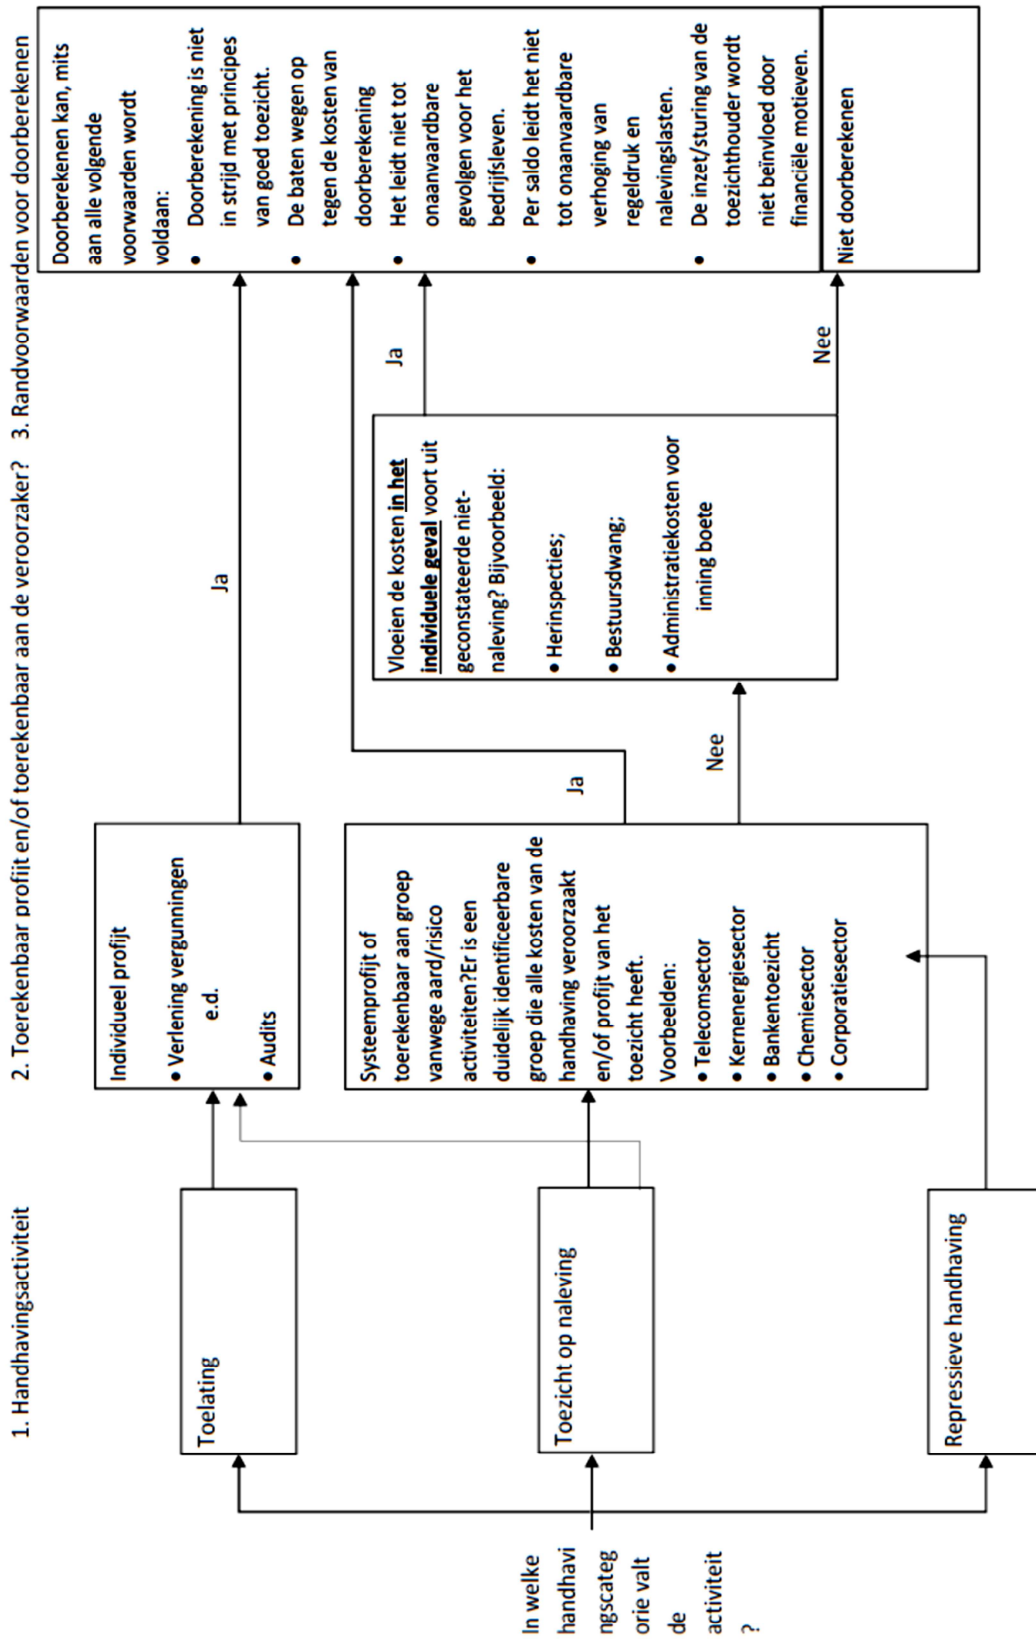 1. Handhavingsactiviteit
2. Toerekenbaar profijt en/of toerekenbaar aan de veroorzaker?
3. Randvoorwaarden voor doorberekenen
In welke
handhavi
ngscateg
orie valt
de
activiteit
?
Toelating
Toezicht op naleving
Repressieve handhaving
Individueel profijt
• Verlening vergunningen
e.d.
• Audits
Systeemprofijt of
toerekenbaar aan groep
vanwege aard/risico
activiteiten?Er is een
duidelijk identificeerbare
groep die alle kosten van de
handhaving veroorzaakt
en/of profijt van het
toezicht heeft.
Voorbeelden:
• Telecomsector
• Kernenergiesector
• Bankentoezicht
• Chemiesector
• Corporatiesector
Ja
Ja
Nee
Vloeien de kosten in het
individuele geval voort uit
geconstateerde niet-
naleving? Bijvoorbeeld:
• Herinspecties;
• Bestuursdwang;
• Administratiekosten voor
inning boete
Ja
Nee
Doorberekenen kan, mits
aan alle volgende
voorwaarden wordt
voldaan:
• Doorberekening is niet
in strijd met principes
van goed toezicht.
• De baten wegen op
tegen de kosten van
doorberekening
• Het leidt niet tot
onaanvaardbare
gevolgen voor het
bedrijfsleven.
• Per saldo leidt het niet
tot onaanvaardbare
verhoging van
regeldruk en
nalevingslasten.
• De inzet/sturing van de
toezichthouder wordt
niet beïnvloed door
financiële motieven.
Niet doorberekenen